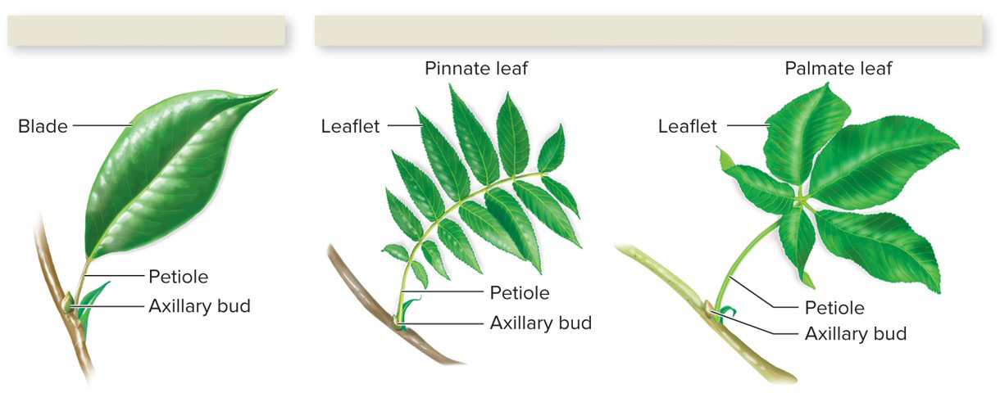 Pinnate leaf
Palmate leaf
Blade
Leaflet
Leaflet
Petiole
Axillary bud
Petiole
Axillary bud
Petiole
Axillary bud